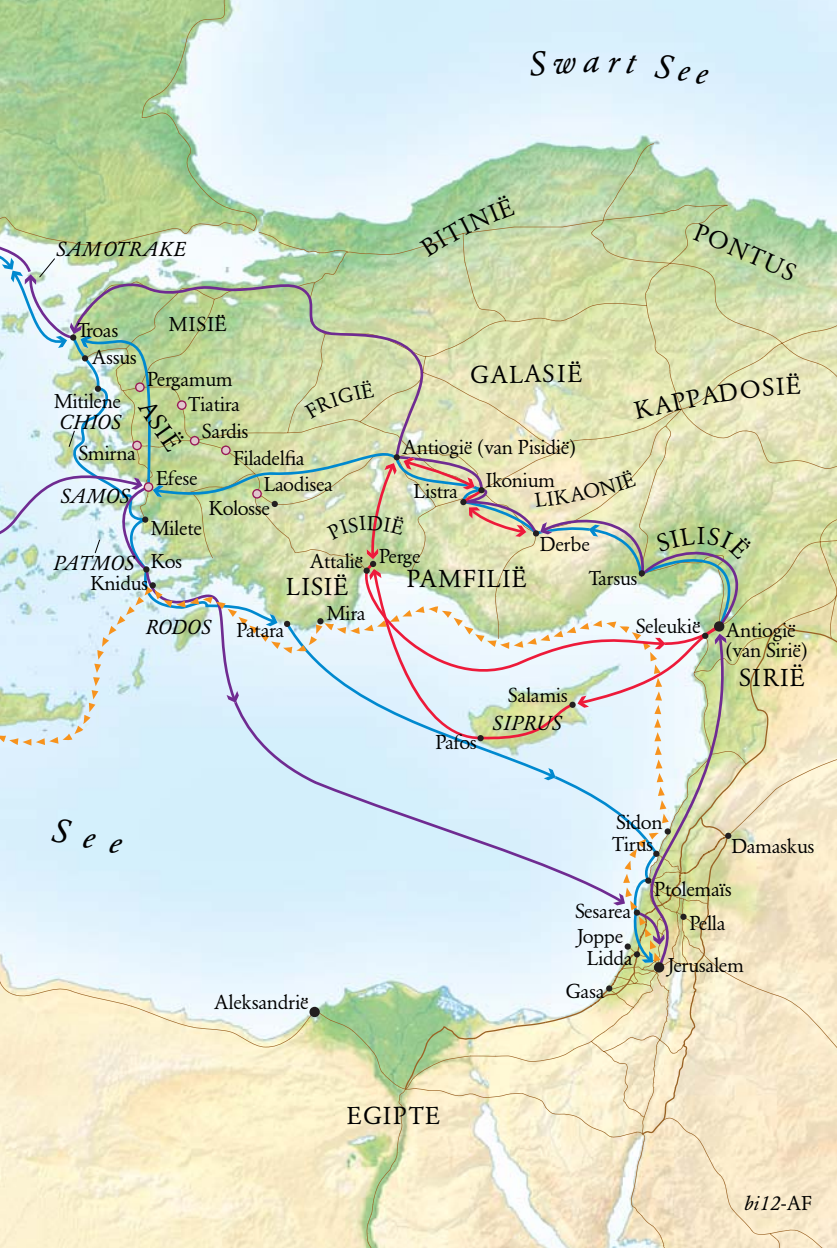 Swart See
BITINIË
PONTUS
SAMOTRAKE
MISIË
Troas
Assus
GALASIË
KAPPADOSIË
Pergamum
FRIGIË
Mitilene
Tiatira
CHIOS
ASIË
Sardis
Smirna
Filadelfia
Antiogië (van Pisidië)
Efese
Laodisea
Ikonium
Listra
LIKAONIË
SAMOS
Kolosse
Milete
PISIDIË
Derbe
SILISIË
PATMOS
Kos
Attalië
Perge
Knidus
LISIË
PAMFILIË
Tarsus
RODOS
Patara
Mira
Seleukië
Antiogië
(van Sirië)
SIRIË
Salamis
SIPRUS
Pafos
See
Sidon
Tirus
Damaskus
Ptolemaïs
Sesarea
Pella
Joppe
Lidda
Jerusalem
Gasa
Aleksandrië
EGIPTE
bi12-AF